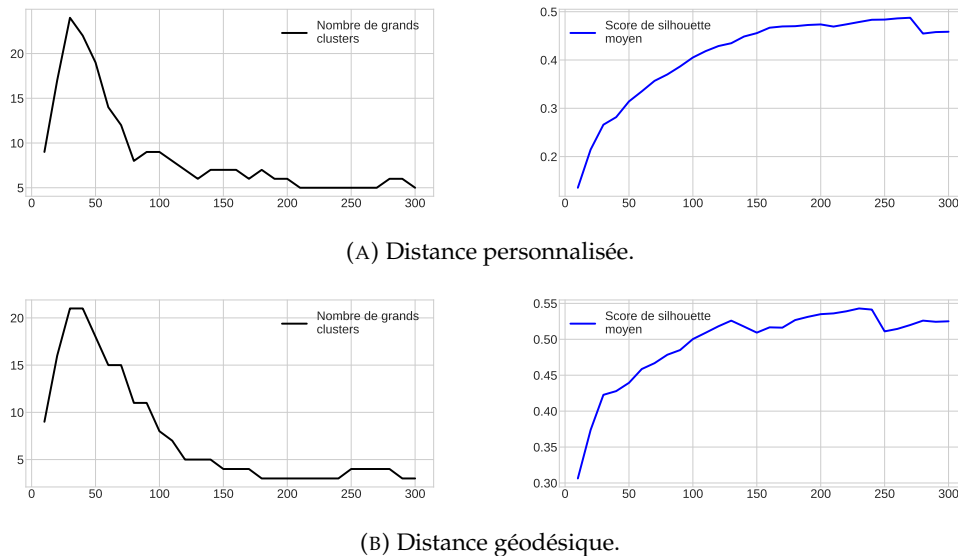 Nombre de grands
clusters
20
15
10
5
0 50 100 150 200 250 300
Score de silhouette
moyen
0.5
0.4
0.3
0.2
0 50 100 150 200 250 300
(A) Distance personnalisée.
Nombre de grands
clusters
20
15
10
5
0 50 100 150 200 250 300
Score de silhouette
moyen
0.55
0.50
0.45
0.40
0.35
0.30
0 50 100 150 200 250 300
(B) Distance géodésique.